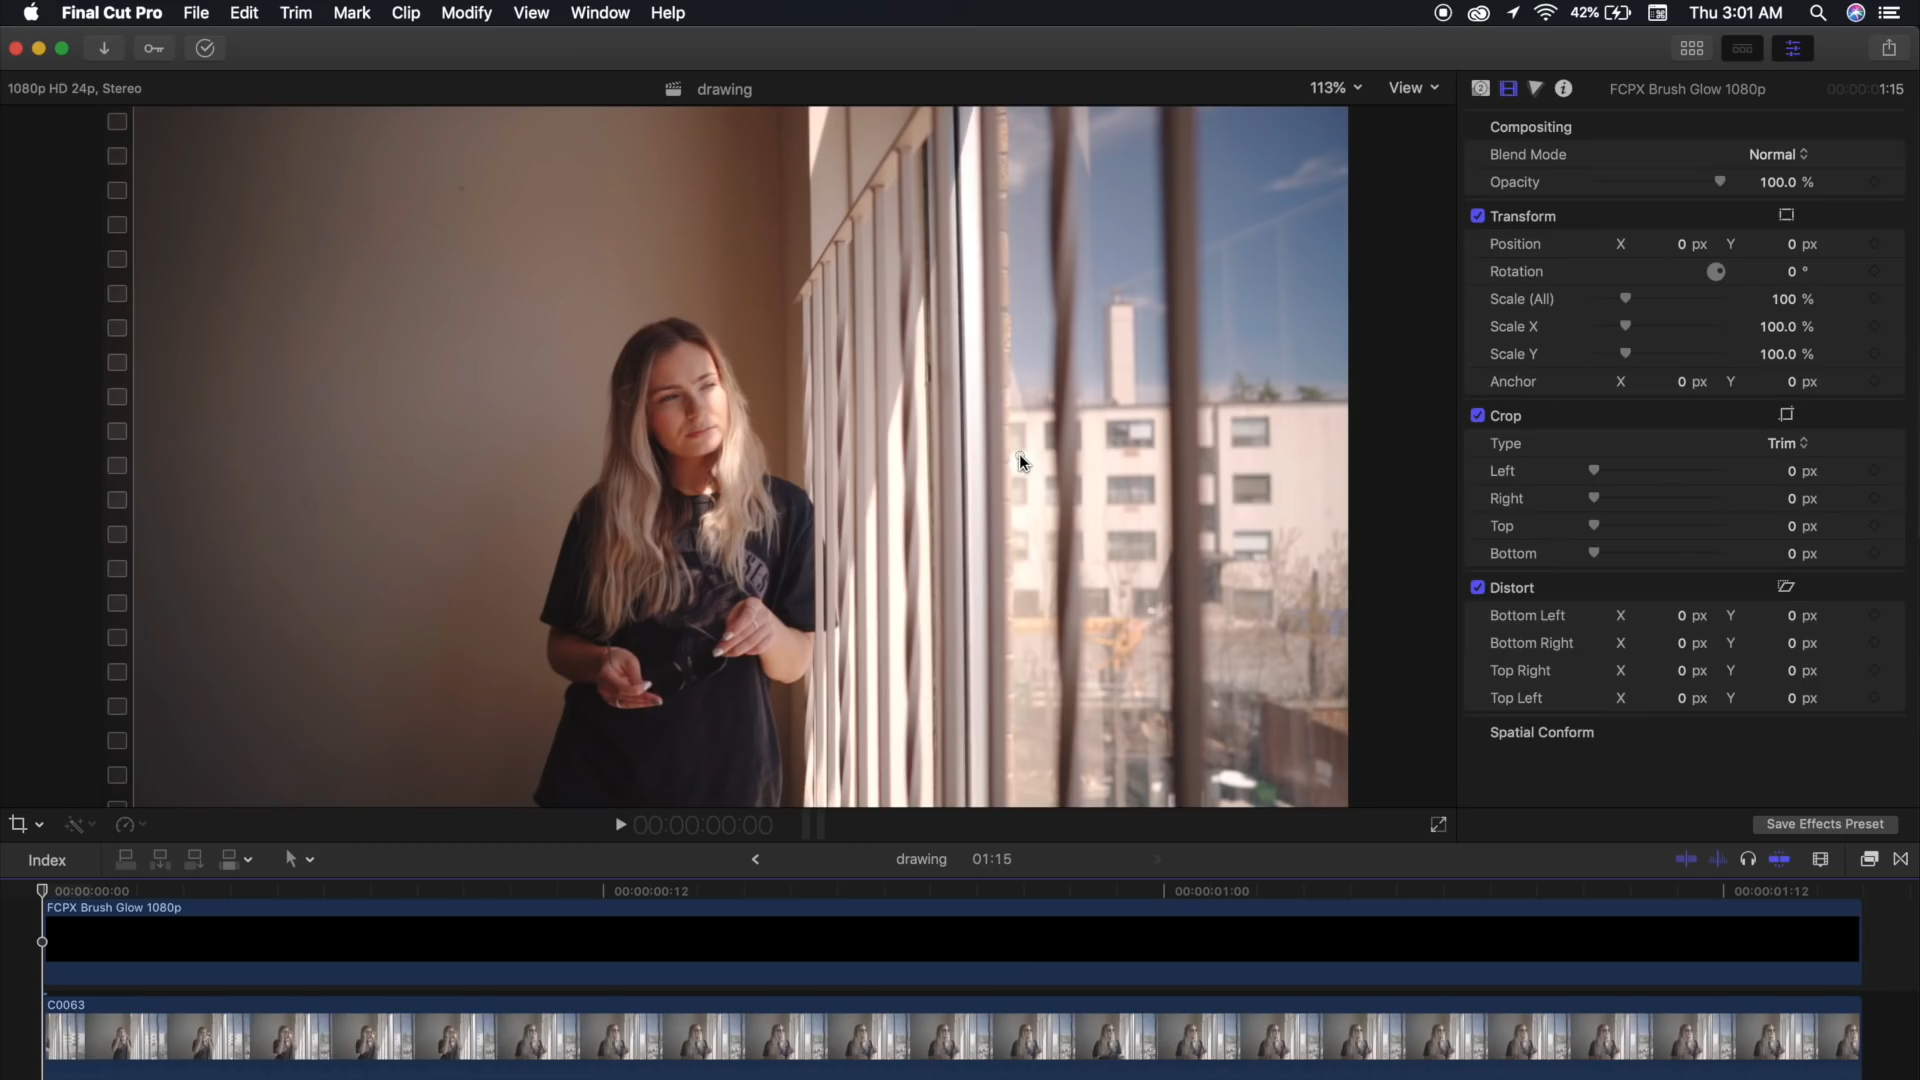 Final Cut Pro File Edit Trim Mark Clip Modify View Window Help 42% Thu 3:01 AM
1080p HD 24p, Stereo drawing 113% View FCPX Brush Glow 1080p 00:00:01:15
Compositing
Blend Mode Normal
Opacity 100.0 %
Transform
Position X 0 px Y 0 px
Rotation 0 °
Scale (All) 100 %
Scale X 100.0 %
Scale Y 100.0 %
Anchor X 0 px Y 0 px
Crop
Type Trim
Left 0 px
Right 0 px
Top 0 px
Bottom 0 px
Distort
Bottom Left X 0 px Y 0 px
Bottom Right X 0 px Y 0 px
Top Right X 0 px Y 0 px
Top Left X 0 px Y 0 px
Spatial Conform
00:00:00:00 Save Effects Preset
Index drawing 01:15
00:00:00:00 00:00:00:12 00:00:01:00 00:00:01:12
FCPX Brush Glow 1080p
C0063